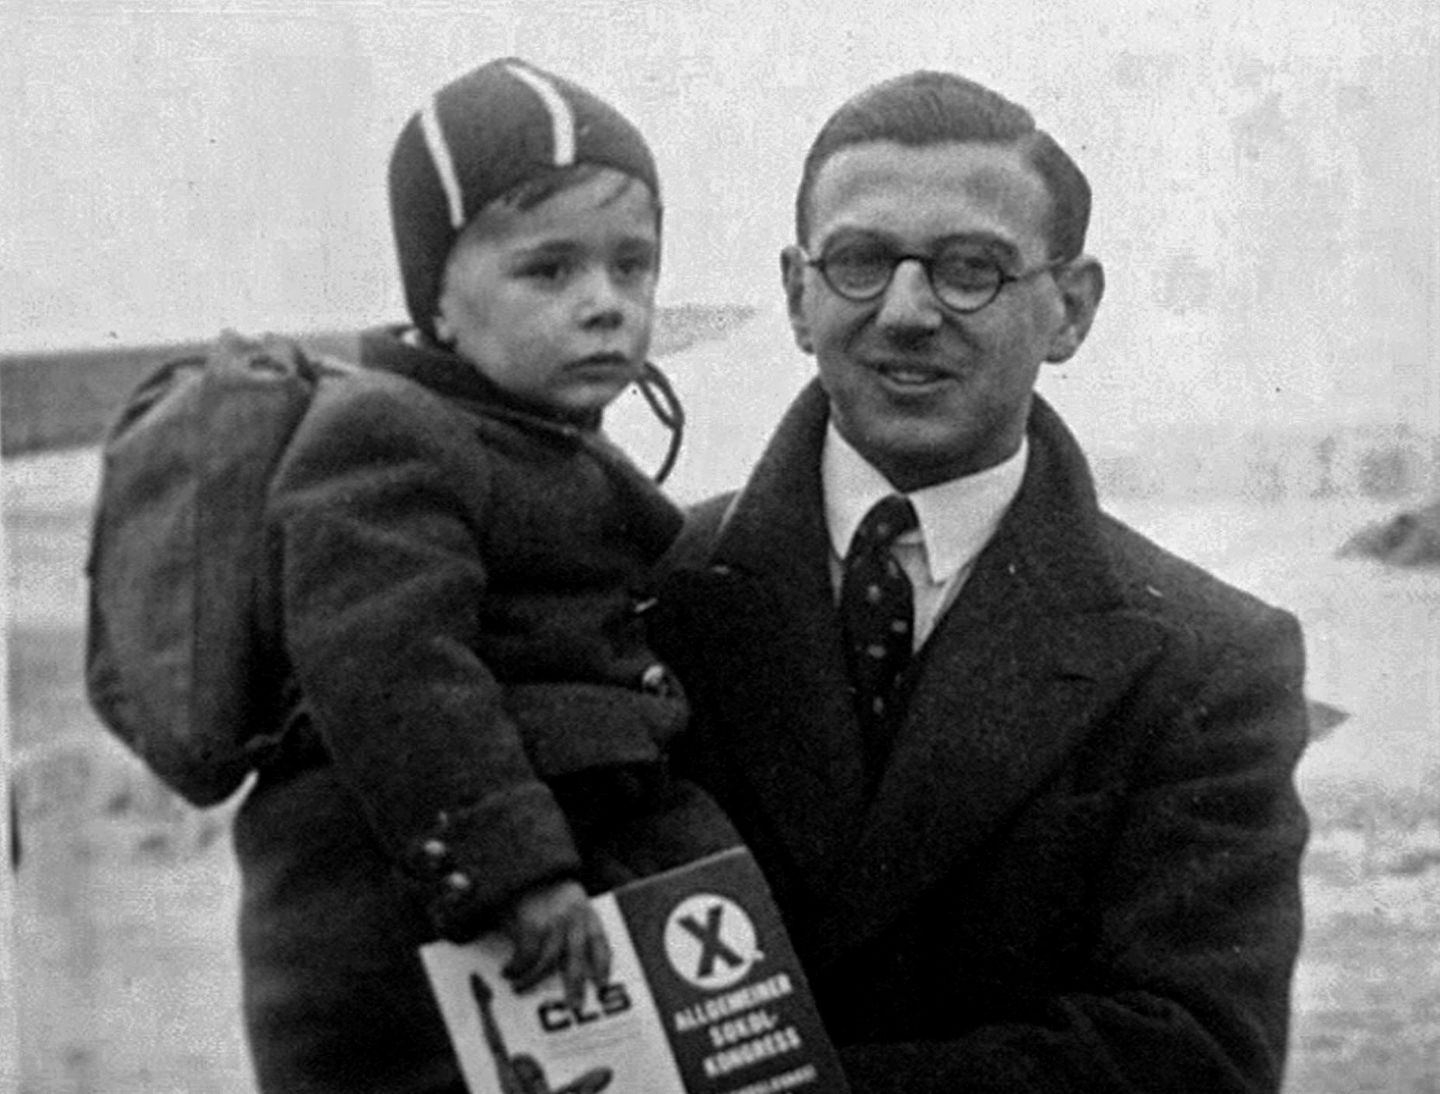 CLS
X.
ALLGEMEINER
SOKOL-
KONGRESS